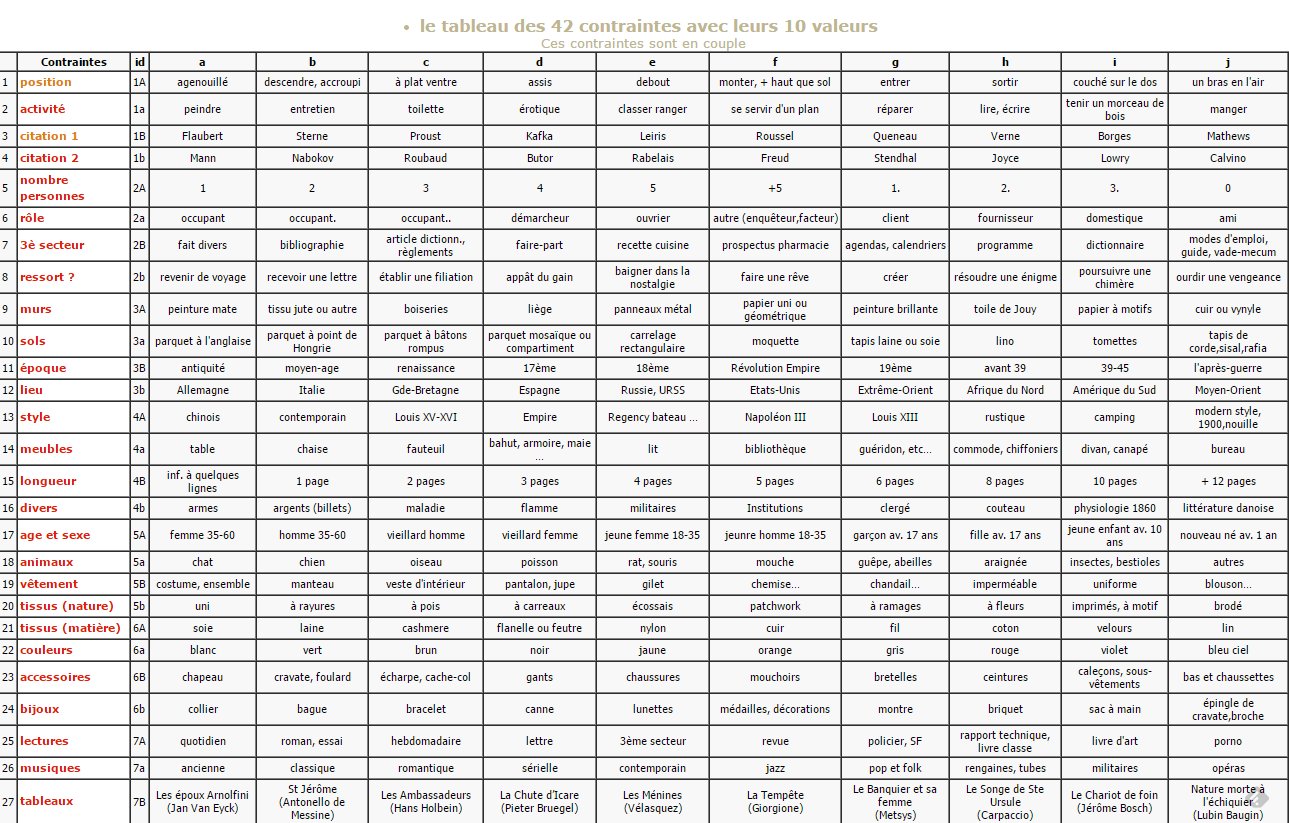 • le tableau des 42 contraintes avec leurs 10 valeurs
Ces contraintes sont en couple
Contraintes id a b c d e f g h i j
1 position 1A agenouillé descendre, accroupi à plat ventre assis debout monter, + haut que sol entrer sortir couché sur le dos un bras en l'air
2 activité 1a peindre entretien toilette érotique classer ranger se servir d'un plan réparer lire, écrire tenir un morceau de bois manger
3 citation 1 1B Flaubert Sterne Proust Kafka Leiris Roussel Queneau Verne Borges Mathews
4 citation 2 1b Mann Nabokov Roubaud Butor Rabelais Freud Stendhal Joyce Lowry Calvino
5 nombre personnes 2A 1 2 3 4 5 +5 1. 2. 3. 0
6 rôle 2a occupant occupant. occupant.. démarcheur ouvrier autre (enquêteur,facteur) client fournisseur domestique ami
7 3è secteur 2B fait divers bibliographie article dictionn., règlements faire-part recette cuisine prospectus pharmacie agendas, calendriers programme dictionnaire modes d'emploi, guide, vade-mecum
8 ressort ? 2b revenir de voyage recevoir une lettre établir une filiation appât du gain baigner dans la nostalgie faire une rêve créer résoudre une énigme poursuivre une chimère ourdir une vengeance
9 murs 3A peinture mate tissu jute ou autre boiseries liège panneaux métal papier uni ou géométrique peinture brillante toile de Jouy papier à motifs cuir ou vynyle
10 sols 3a parquet à l'anglaise parquet à point de Hongrie parquet à bâtons rompus parquet mosaïque ou compartiment carrelage rectangulaire moquette tapis laine ou soie lino tomettes tapis de corde,sisal,rafia
11 époque 3B antiquité moyen-age renaissance 17ème 18ème Révolution Empire 19ème avant 39 39-45 l'après-guerre
12 lieu 3b Allemagne Italie Gde-Bretagne Espagne Russie, URSS Etats-Unis Extrême-Orient Afrique du Nord Amérique du Sud Moyen-Orient
13 style 4A chinois contemporain Louis XV-XVI Empire Regency bateau ... Napoléon III Louis XIII rustique camping modern style, 1900,nouille
14 meubles 4a table chaise fauteuil bahut, armoire, maie ... lit bibliothèque guéridon, etc... commode, chiffoniers divan, canapé bureau
15 longueur 4B inf. à quelques lignes 1 page 2 pages 3 pages 4 pages 5 pages 6 pages 8 pages 10 pages + 12 pages
16 divers 4b armes argents (billets) maladie flamme militaires Institutions clergé couteau physiologie 1860 littérature danoise
17 age et sexe 5A femme 35-60 homme 35-60 vieillard homme vieillard femme jeune femme 18-35 jeunre homme 18-35 garçon av. 17 ans fille av. 17 ans jeune enfant av. 10 ans nouveau né av. 1 an
18 animaux 5a chat chien oiseau poisson rat, souris mouche guêpe, abeilles araignée insectes, bestioles autres
19 vêtement 5B costume, ensemble manteau veste d'intérieur pantalon, jupe gilet chemise... chandail... imperméable uniforme blouson...
20 tissus (nature) 5b uni à rayures à pois à carreaux écossais patchwork à ramages à fleurs imprimés, à motif brodé
21 tissus (matière) 6A soie laine cashmere flanelle ou feutre nylon cuir fil coton velours lin
22 couleurs 6a blanc vert brun noir jaune orange gris rouge violet bleu ciel
23 accessoires 6B chapeau cravate, foulard écharpe, cache-col gants chaussures mouchoirs bretelles ceintures caleçons, sous-vêtements bas et chaussettes
24 bijoux 6b collier bague bracelet canne lunettes médailles, décorations montre briquet sac à main épingle de cravate,broche
25 lectures 7A quotidien roman, essai hebdomadaire lettre 3ème secteur revue policier, SF rapport technique, livre classe livre d'art porno
26 musiques 7a ancienne classique romantique sérielle contemporain jazz pop et folk rengaines, tubes militaires opéras
27 tableaux 7B Les époux Arnolfini (Jan Van Eyck) St Jérôme (Antonello de Messine) Les Ambassadeurs (Hans Holbein) La Chute d'Icare (Pieter Bruegel) Les Ménines (Vélasquez) La Tempête (Giorgione) Le Banquier et sa femme (Metsys) Le Songe de Ste Ursule (Carpaccio) Le Chariot de foin (Jérôme Bosch) Nature morte à l'échiquier (Lubin Baugin)